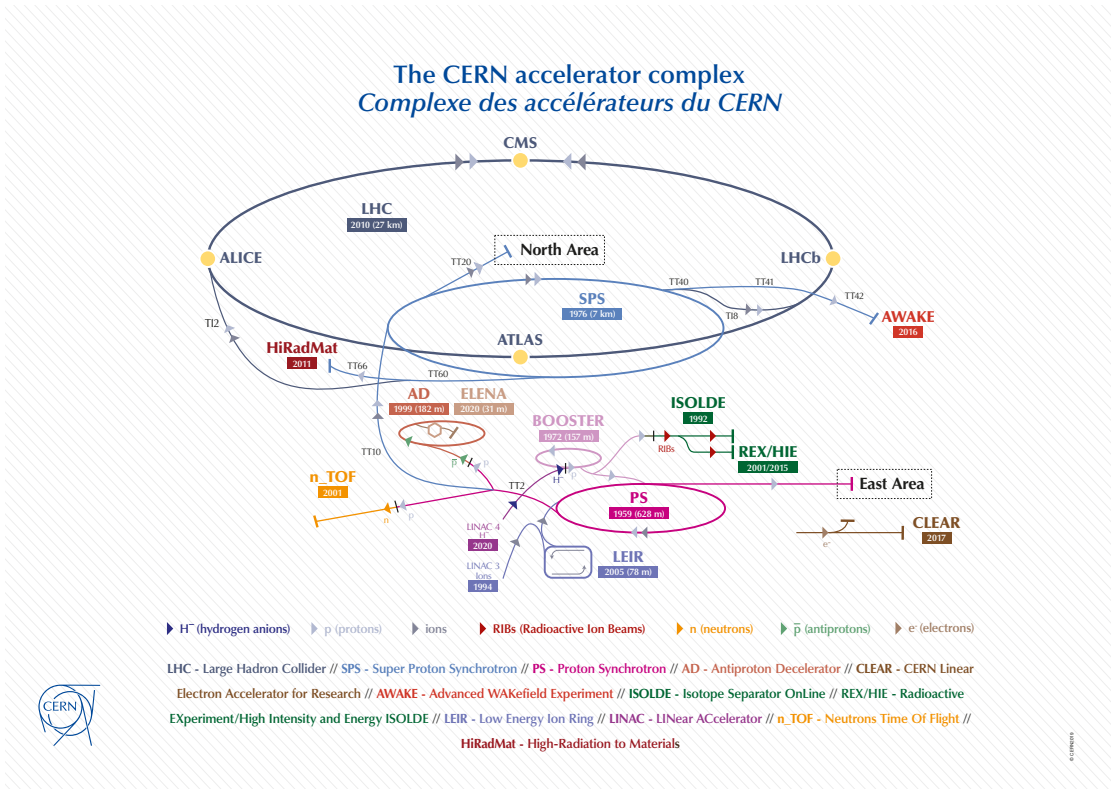 The CERN accelerator complex
Complexe des accélérateurs du CERN
CMS
LHC
2010 (27 km)
North Area
TT20
ALICE
LHCb
TT40
TT41
SPS
1976 (7 km)
TT42
TI8
AWAKE
2016
TI2
ATLAS
HiRadMat
2011
TT66
TT60
AD
1999 (182 m)
ELENA
2020 (31 m)
ISOLDE
1992
BOOSTER
1972 (157 m)
RIBs
REX/HIE
2001/2015
TT10
p̅
p
H⁻
p
n_TOF
2001
TT2
East Area
PS
1959 (628 m)
n
p
LINAC 4
H⁻
2020
CLEAR
2017
e⁻
LINAC 3
Ions
1994
LEIR
2005 (78 m)
H⁻ (hydrogen anions)
p (protons)
ions
RIBs (Radioactive Ion Beams)
n (neutrons)
p̅ (antiprotons)
e⁻ (electrons)
LHC - Large Hadron Collider // SPS - Super Proton Synchrotron // PS - Proton Synchrotron // AD - Antiproton Decelerator // CLEAR - CERN Linear
Electron Accelerator for Research // AWAKE - Advanced WAKefield Experiment // ISOLDE - Isotope Separator OnLine // REX/HIE - Radioactive
EXperiment/High Intensity and Energy ISOLDE // LEIR - Low Energy Ion Ring // LINAC - LINear ACcelerator // n_TOF - Neutrons Time Of Flight //
HiRadMat - High-Radiation to Materials
CERN